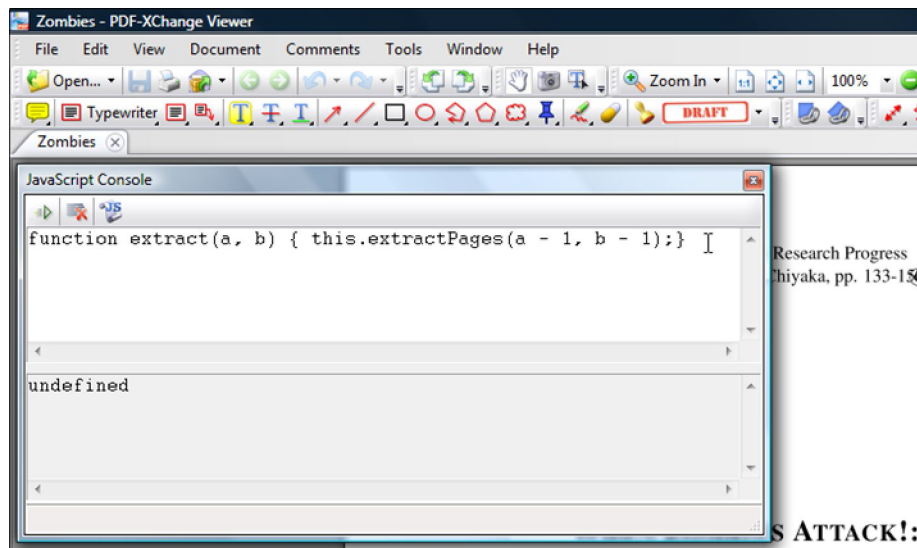 Zombies - PDF-XChange Viewer
File Edit View Document Comments Tools Window Help
Open... Zoom In 100%
Typewriter T T T DRAFT
Zombies
JavaScript Console
JS
function extract(a, b) { this.extractPages(a - 1, b - 1);}
Research Progress
Chiyaka, pp. 133-15
undefined
S ATTACK!: